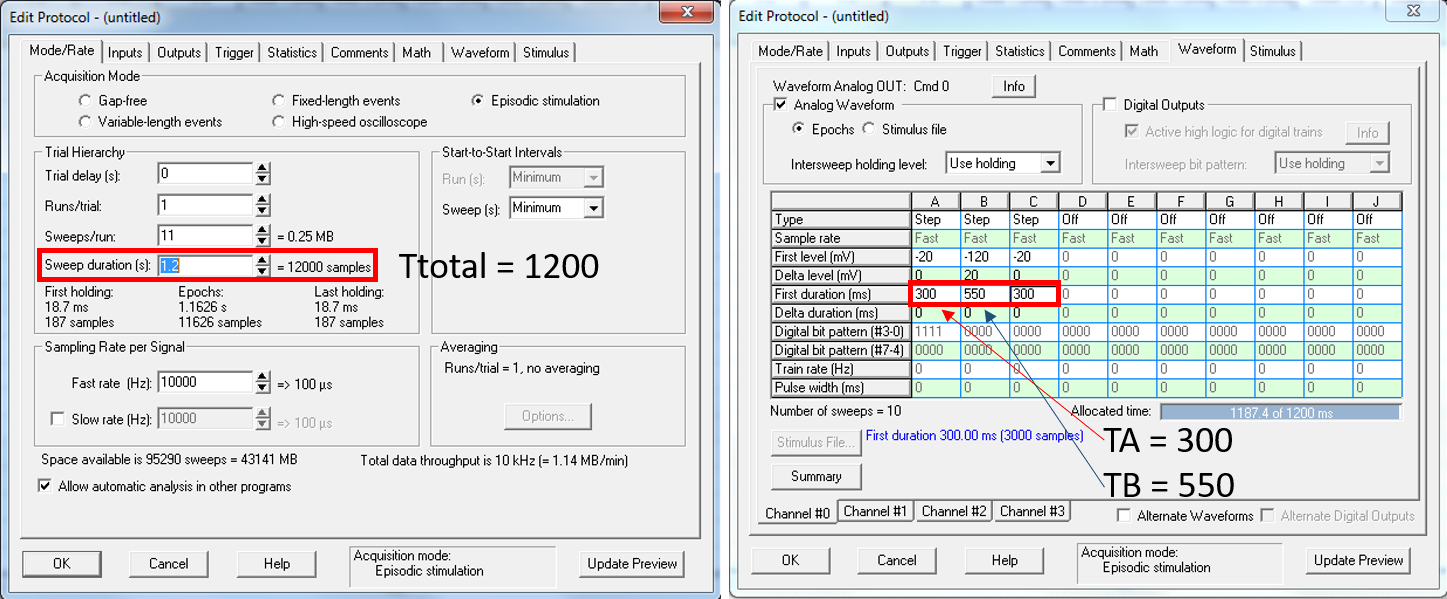 Edit Protocol - (untitled)
Mode/Rate Inputs Outputs Trigger Statistics Comments Math Waveform Stimulus
Acquisition Mode
Gap-free Fixed-length events Episodic stimulation
Variable-length events High-speed oscilloscope
Trial Hierarchy
Trial delay (s): 0
Runs/trial: 1
Sweeps/run: 11 = 0.25 MB
Sweep duration (s): 1.2 = 12000 samples
First holding: Epochs: Last holding:
18.7 ms 1.1626 s 18.7 ms
187 samples 11626 samples 187 samples
Start-to-Start Intervals
Run (s): Minimum
Sweep (s): Minimum
Ttotal = 1200
Sampling Rate per Signal
Fast rate (Hz): 10000 => 100 µs
Slow rate (Hz): 10000 => 100 µs
Averaging
Runs/trial = 1, no averaging
Options...
Space available is 95290 sweeps = 43141 MB Total data throughput is 10 kHz (= 1.14 MB/min)
Allow automatic analysis in other programs
OK Cancel Help Acquisition mode: Update Preview
Episodic stimulation
Edit Protocol - (untitled)
Mode/Rate Inputs Outputs Trigger Statistics Comments Math Waveform Stimulus
Waveform Analog OUT: Cmd 0 Info
Analog Waveform
Epochs Stimulus file
Intersweep holding level: Use holding
Digital Outputs
Active high logic for digital trains Info
Intersweep bit pattern: Use holding
A B C D E F G H I J
Type Step Step Step Off Off Off Off Off Off Off
Sample rate Fast Fast Fast Fast Fast Fast Fast Fast Fast Fast
First level (mV) -20 -120 -20 0 0 0 0 0 0 0
Delta level (mV) 0 20 0 0 0 0 0 0 0 0
First duration (ms) 300 550 300 0 0 0 0 0 0 0
Delta duration (ms) 0 0 0 0 0 0 0 0 0 0
Digital bit pattern (#3-0) 1111 0000 0000 0000 0000 0000 0000 0000 0000 0000
Digital bit pattern (#7-4) 0000 0000 0000 0000 0000 0000 0000 0000 0000 0000
Train rate (Hz) 0 0 0 0 0 0 0 0 0 0
Pulse width (ms) 0 0 0 0 0 0 0 0 0 0
Number of sweeps = 10 Allocated time: 1187.4 of 1200 ms
Stimulus File... First duration 300.00 ms (3000 samples)
TA = 300
Summary
TB = 550
Channel #0 Channel #1 Channel #2 Channel #3 Alternate Waveforms Alternate Digital Outputs
OK Cancel Help Acquisition mode: Update Preview
Episodic stimulation